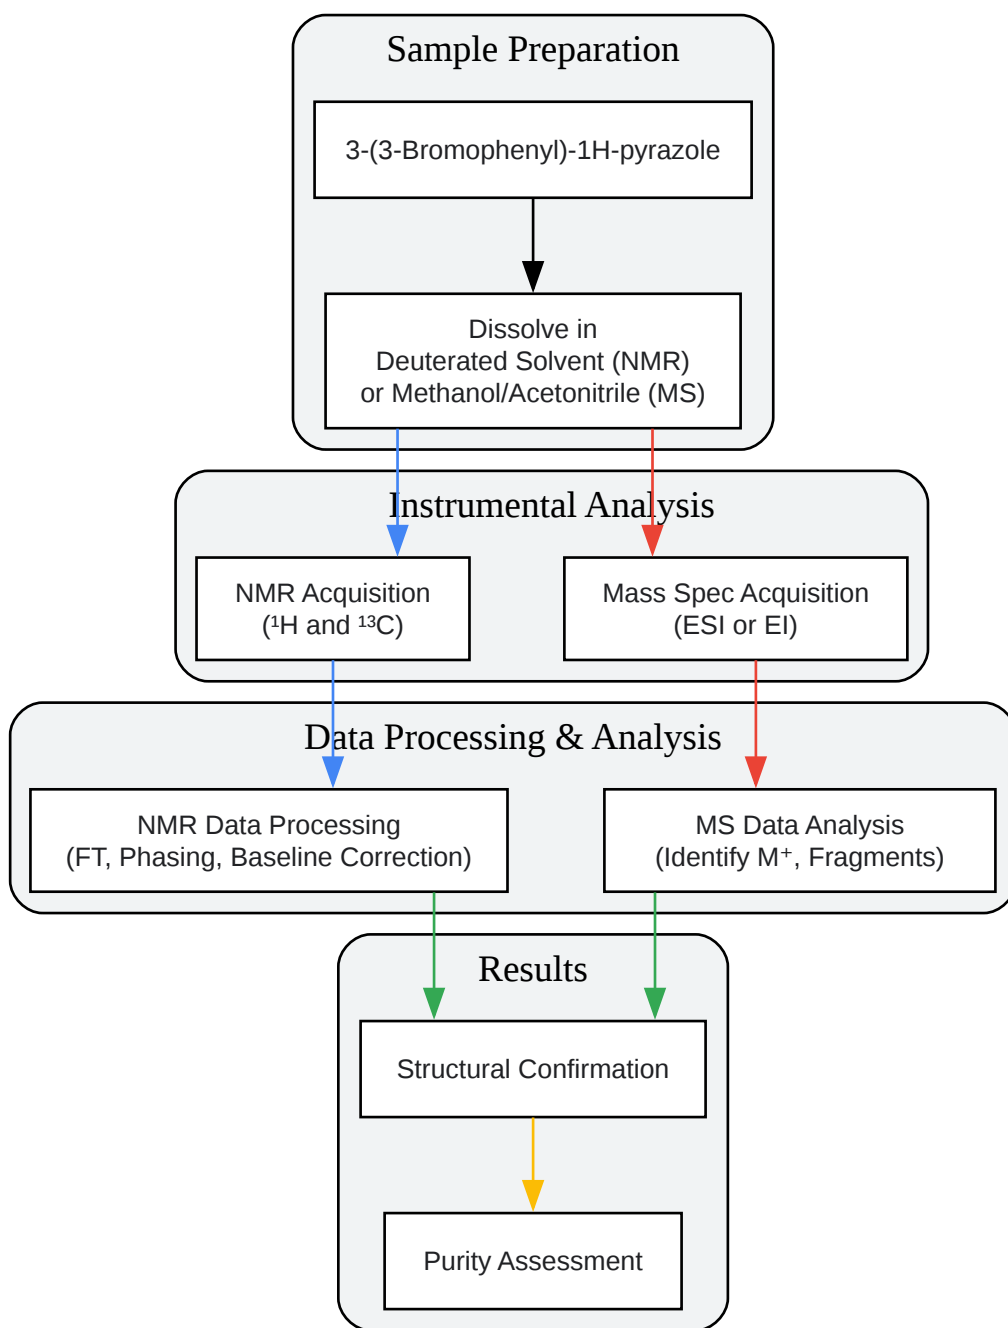 Sample Preparation
3-(3-Bromophenyl)-1H-pyrazole
Dissolve in
Deuterated Solvent (NMR)
or Methanol/Acetonitrile (MS)
Instrumental Analysis
NMR Acquisition
(¹H and ¹³C)
Mass Spec Acquisition
(ESI or EI)
Data Processing & Analysis
NMR Data Processing
(FT, Phasing, Baseline Correction)
MS Data Analysis
(Identify M⁺, Fragments)
Results
Structural Confirmation
Purity Assessment